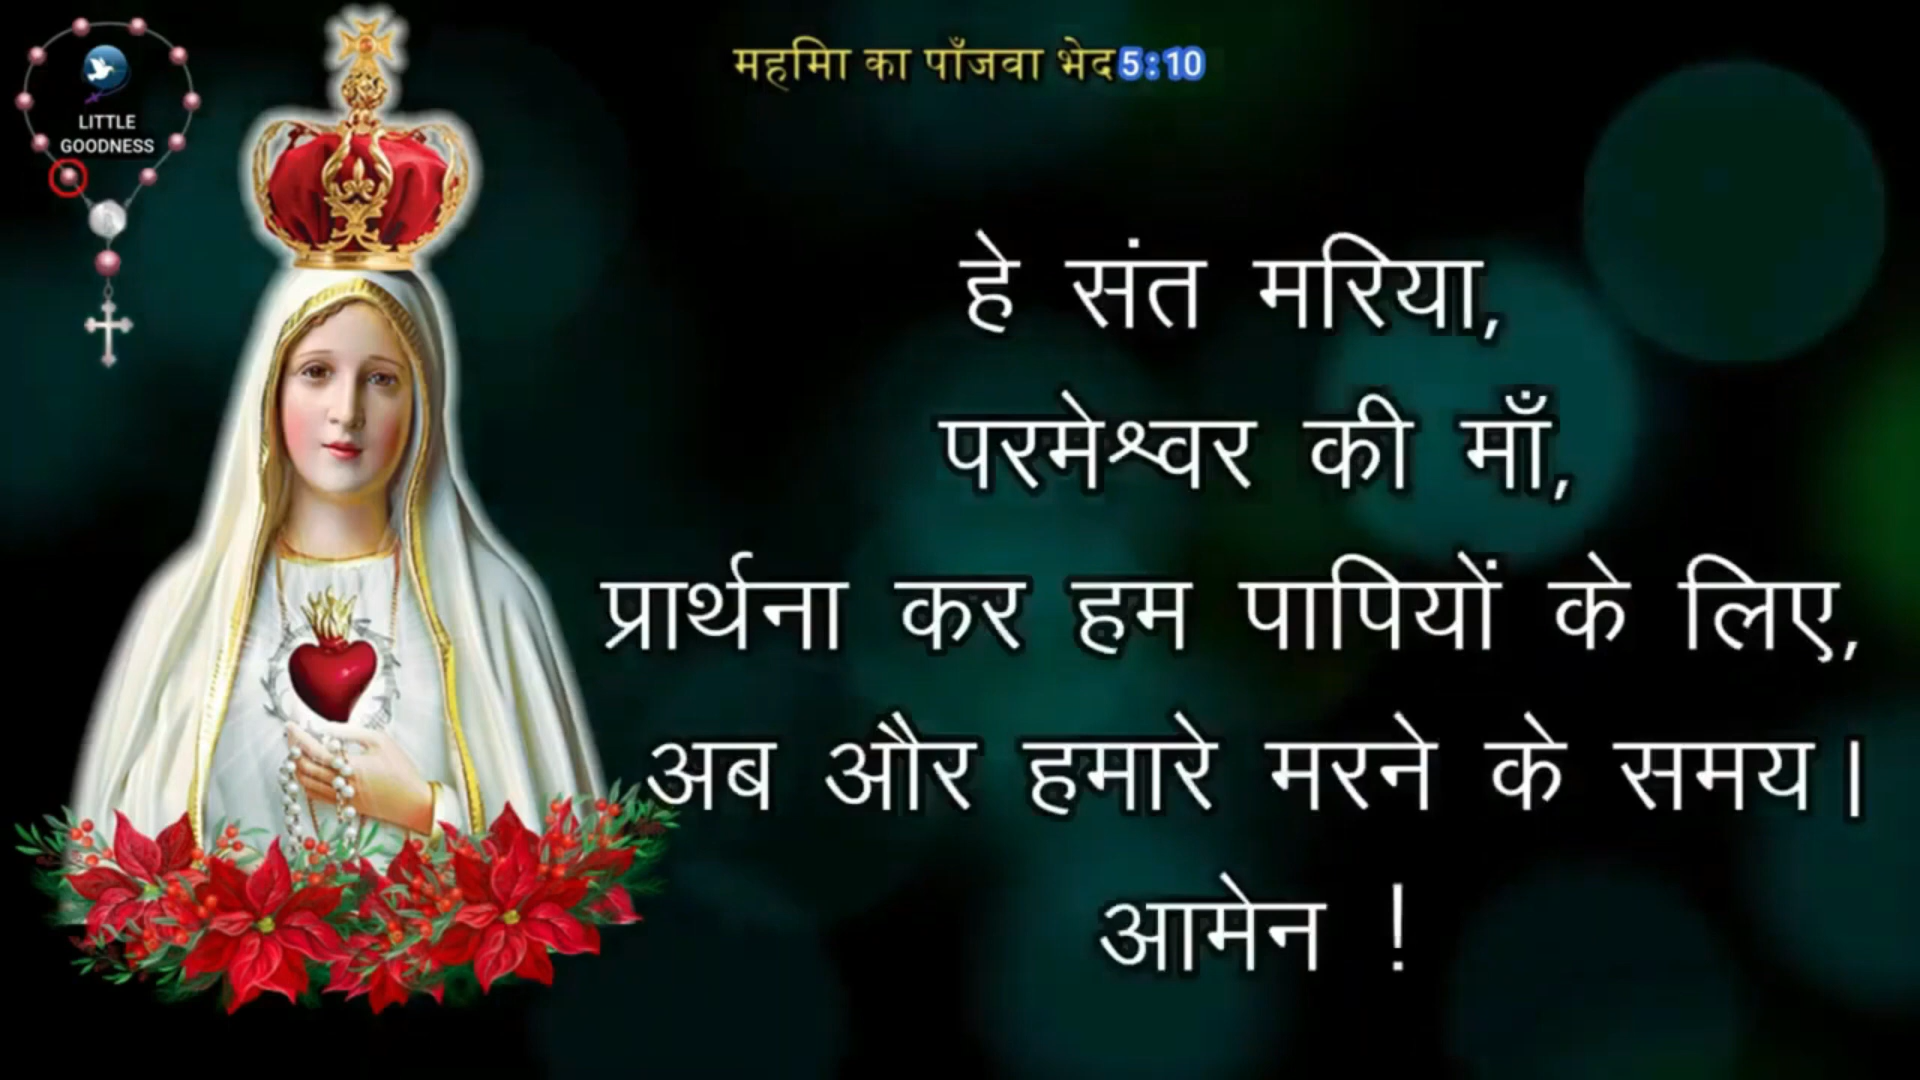 LITTLE
GOODNESS
महिमा का पाँजवा भेद 5:10
हे संत मरिया,
परमेश्वर की माँ,
प्रार्थना कर हम पापियों के लिए,
अब और हमारे मरने के समय।
आमेन !